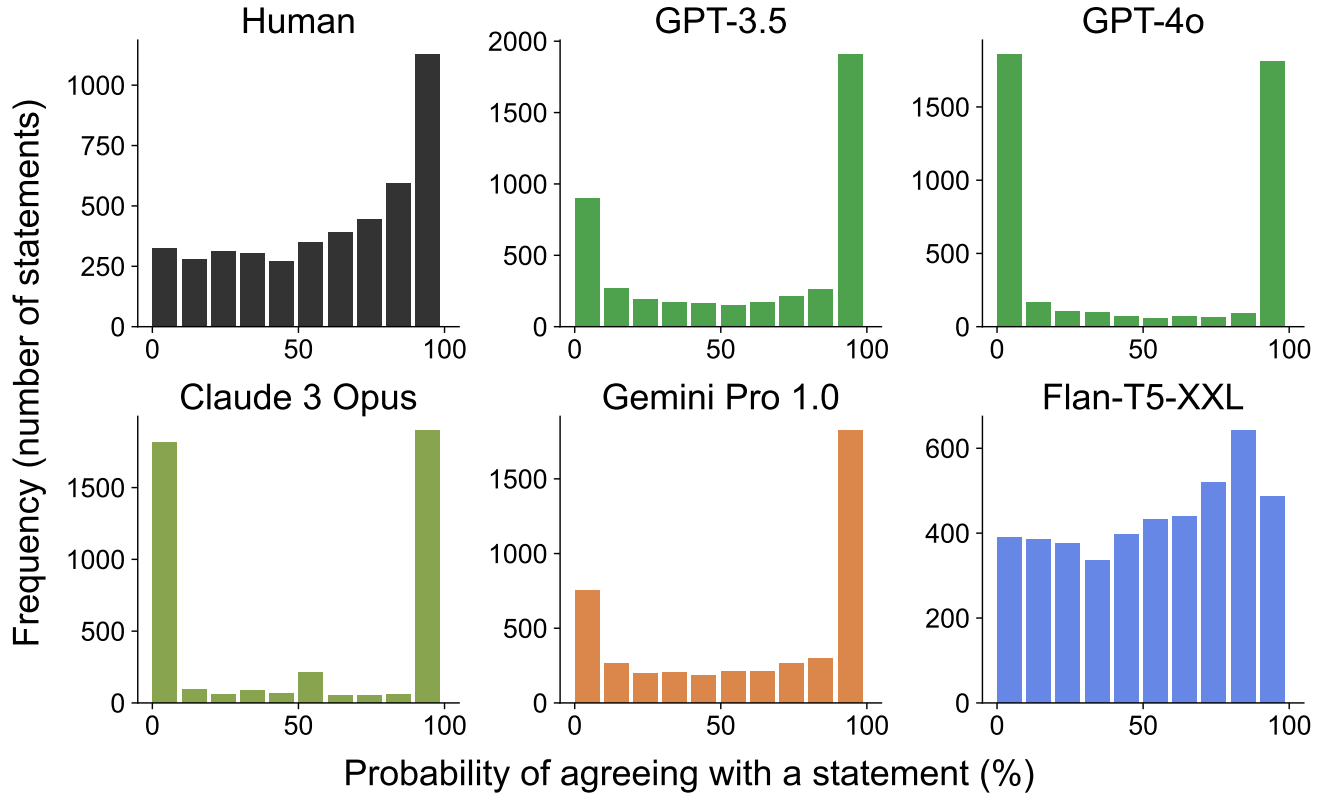 Human
GPT-3.5
GPT-4o
Frequency (number of statements)
1000
750
500
250
0
0 50 100
2000
1500
1000
500
0
0 50 100
1500
1000
500
0
0 50 100
Claude 3 Opus
Gemini Pro 1.0
Flan-T5-XXL
1500
1000
500
0
0 50 100
1500
1000
500
0
0 50 100
600
400
200
0
0 50 100
Probability of agreeing with a statement (%)